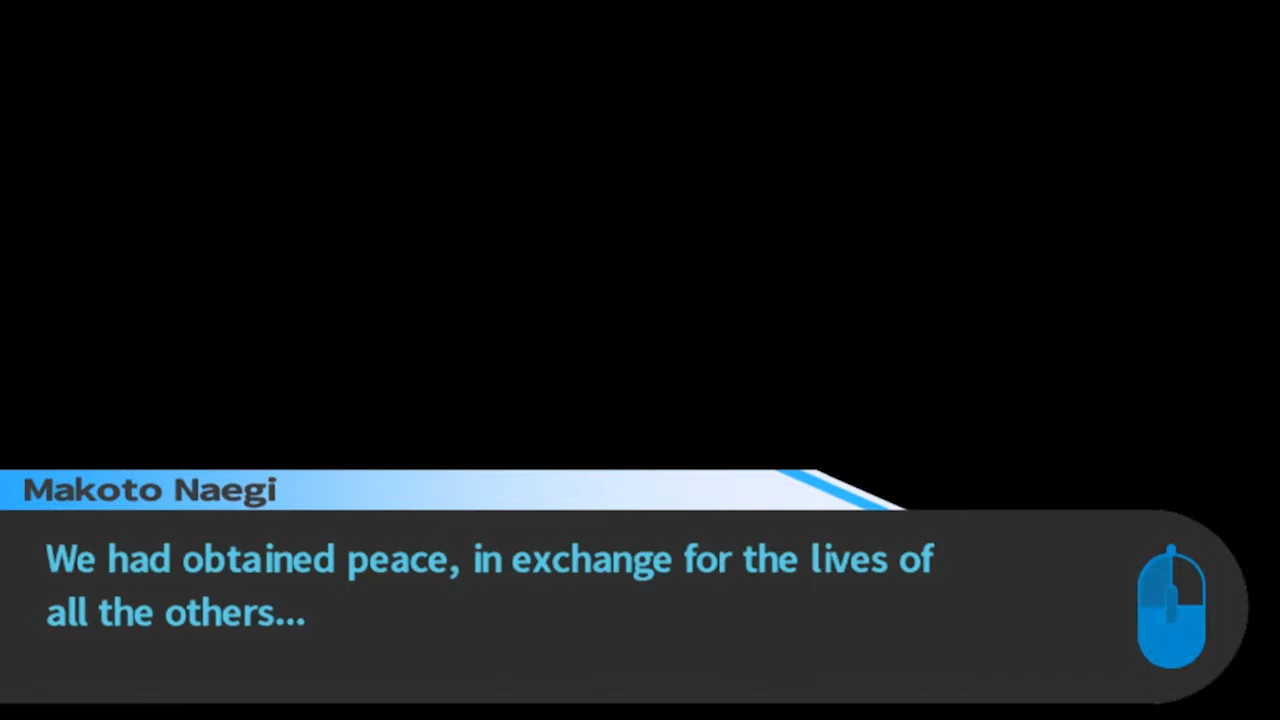 Makoto Naegi
We had obtained peace, in exchange for the lives of
all the others...